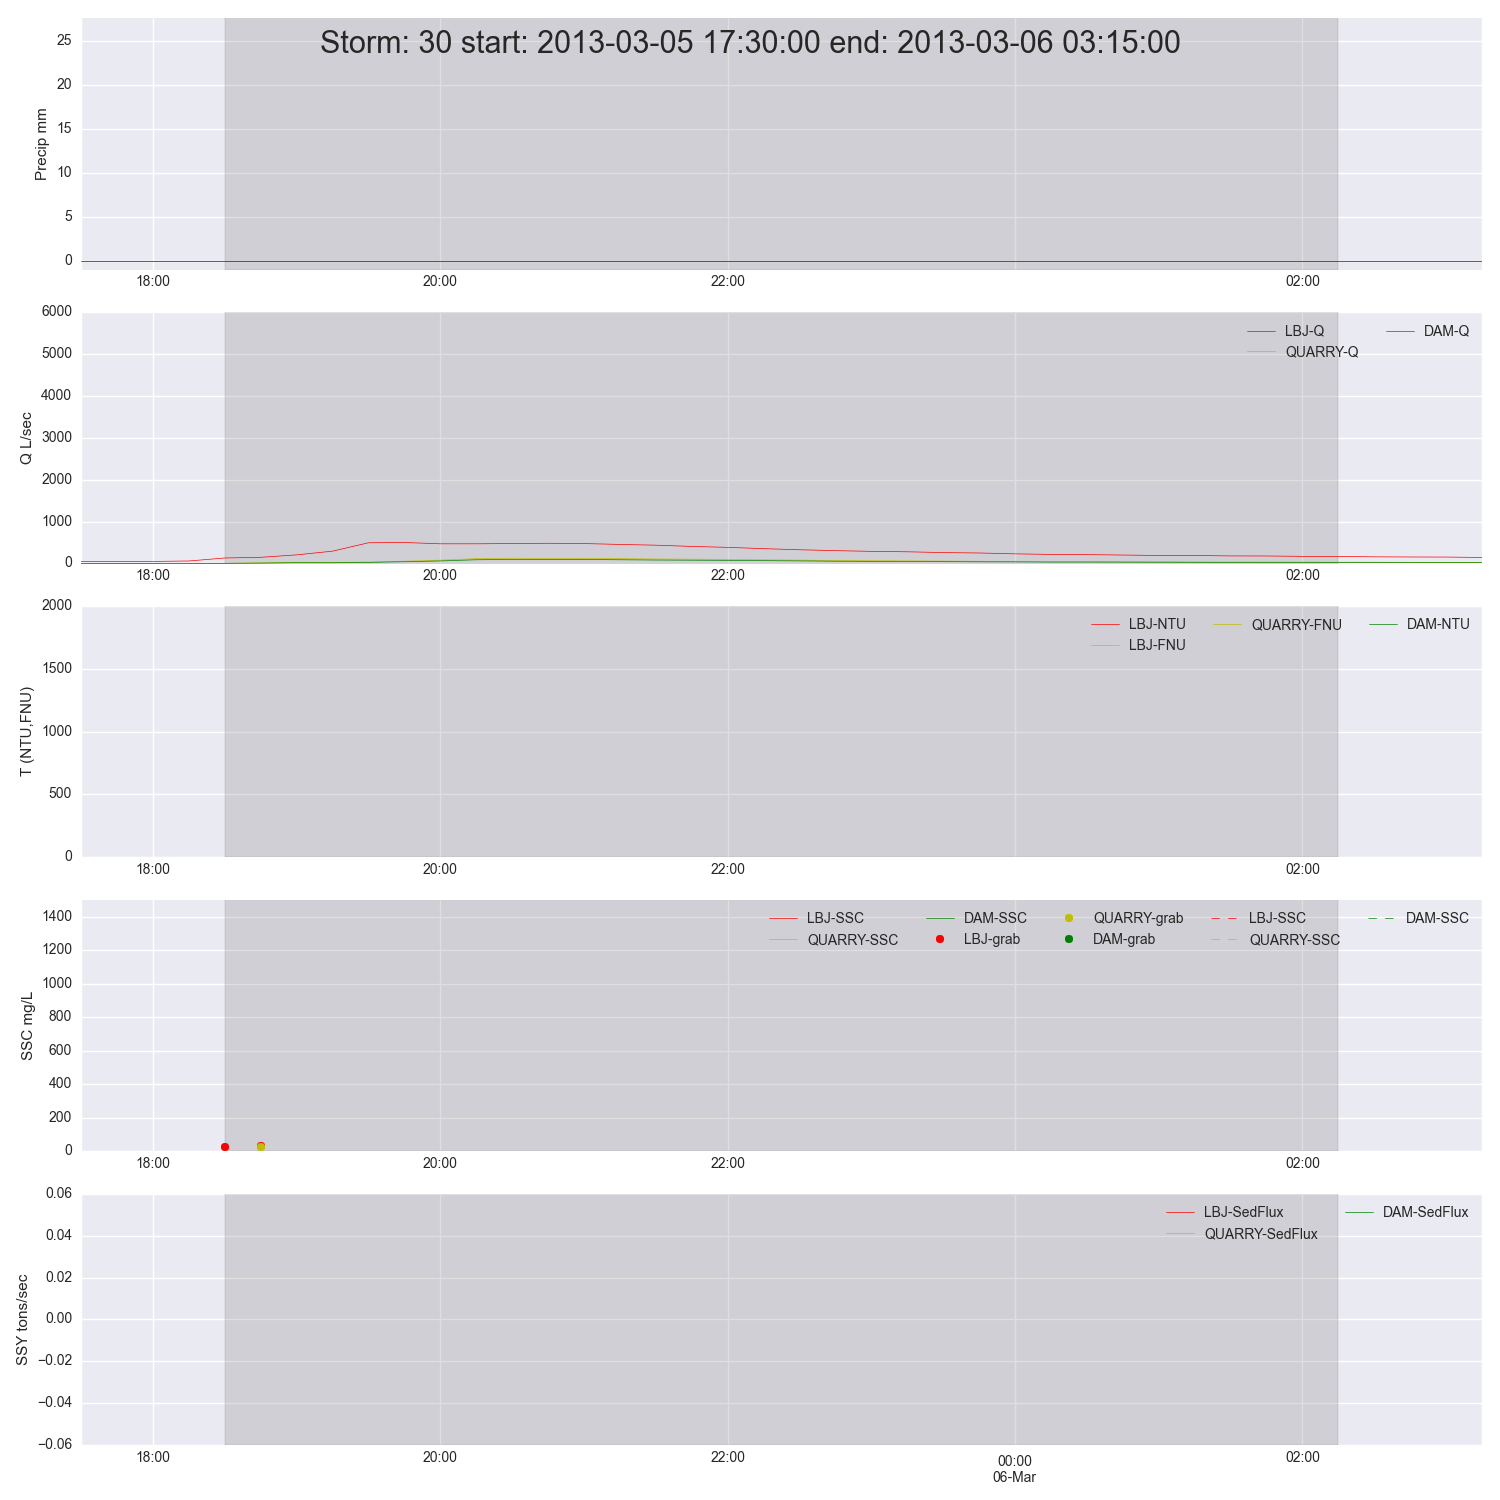 Storm: 30 start: 2013-03-05 17:30:00 end: 2013-03-06 03:15:00
Precip mm
25
20
15
10
5
0
18:00 20:00 22:00 02:00
Q L/sec
6000
5000
4000
3000
2000
1000
0
LBJ-Q DAM-Q
QUARRY-Q
18:00 20:00 22:00 02:00
T (NTU,FNU)
2000
1500
1000
500
0
LBJ-NTU QUARRY-FNU DAM-NTU
LBJ-FNU
18:00 20:00 22:00 02:00
SSC mg/L
1400
1200
1000
800
600
400
200
0
LBJ-SSC DAM-SSC QUARRY-grab LBJ-SSC DAM-SSC
QUARRY-SSC LBJ-grab DAM-grab QUARRY-SSC
18:00 20:00 22:00 02:00
SSY tons/sec
0.06
0.04
0.02
0.00
−0.02
−0.04
−0.06
LBJ-SedFlux DAM-SedFlux
QUARRY-SedFlux
18:00 20:00 22:00 00:00 02:00
06-Mar